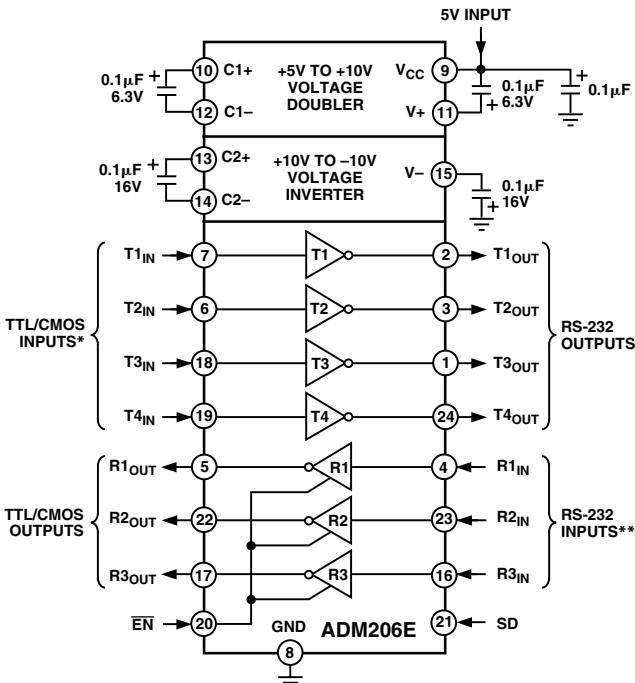 5V INPUT
0.1µF
6.3V
+
10
C1+
12
C1–
+5V TO +10V
VOLTAGE
DOUBLER
VCC
9
V+
11
+
0.1µF
6.3V
+
0.1µF
0.1µF
16V
+
13
C2+
14
C2–
+10V TO –10V
VOLTAGE
INVERTER
V–
15
+
0.1µF
16V
TTL/CMOS
INPUTS*
T1IN
7
T1
2
T1OUT
T2IN
6
T2
3
T2OUT
T3IN
18
T3
1
T3OUT
T4IN
19
T4
24
T4OUT
RS-232
OUTPUTS
TTL/CMOS
OUTPUTS
R1OUT
5
R1
4
R1IN
R2OUT
22
R2
23
R2IN
R3OUT
17
R3
16
R3IN
RS-232
INPUTS**
EN
20
GND
8
ADM206E
21
SD